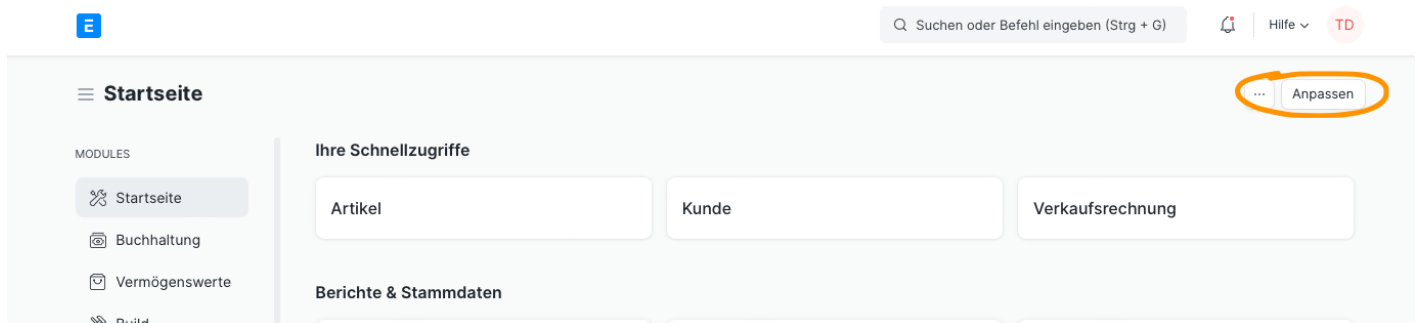 E
Suchen oder Befehl eingeben (Strg + G)
Hilfe
TD
Startseite
... Anpassen
MODULES
Startseite
Buchhaltung
Vermögenswerte
Build
Ihre Schnellzugriffe
Artikel
Kunde
Verkaufsrechnung
Berichte & Stammdaten